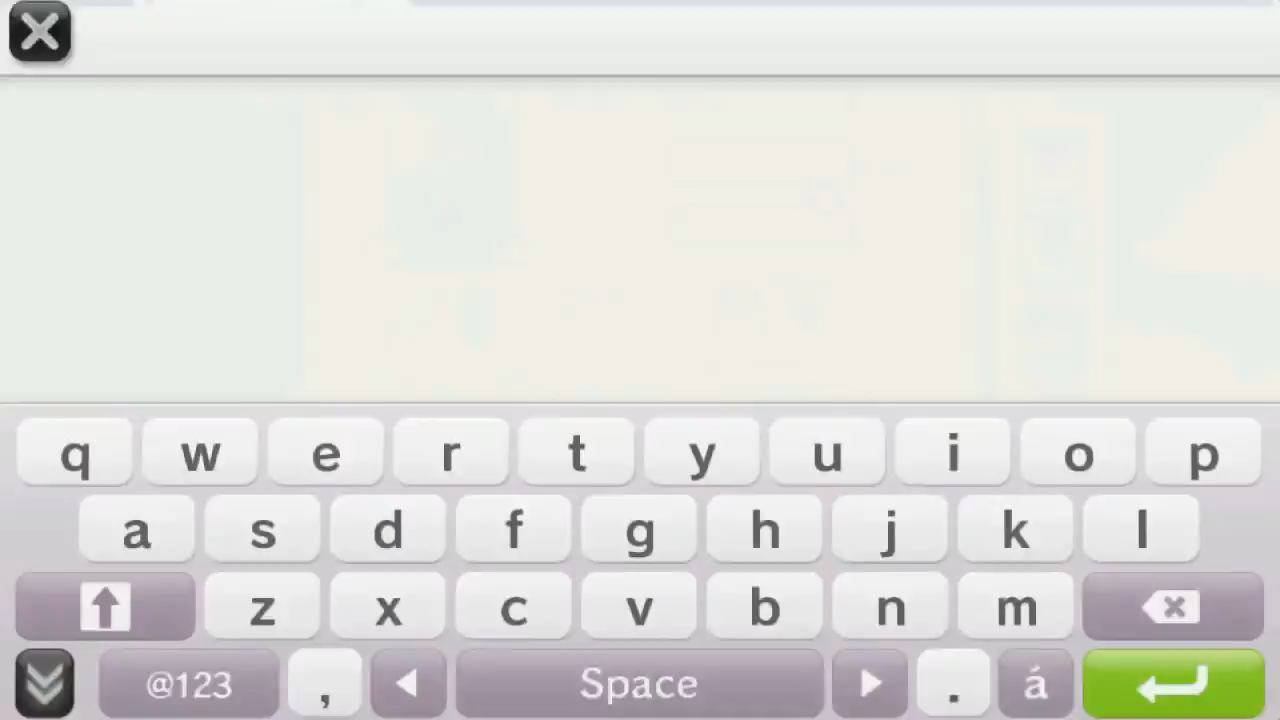 q w e r t y u i o p
a s d f g h j k l
z x c v b n m
@123 , Space . á